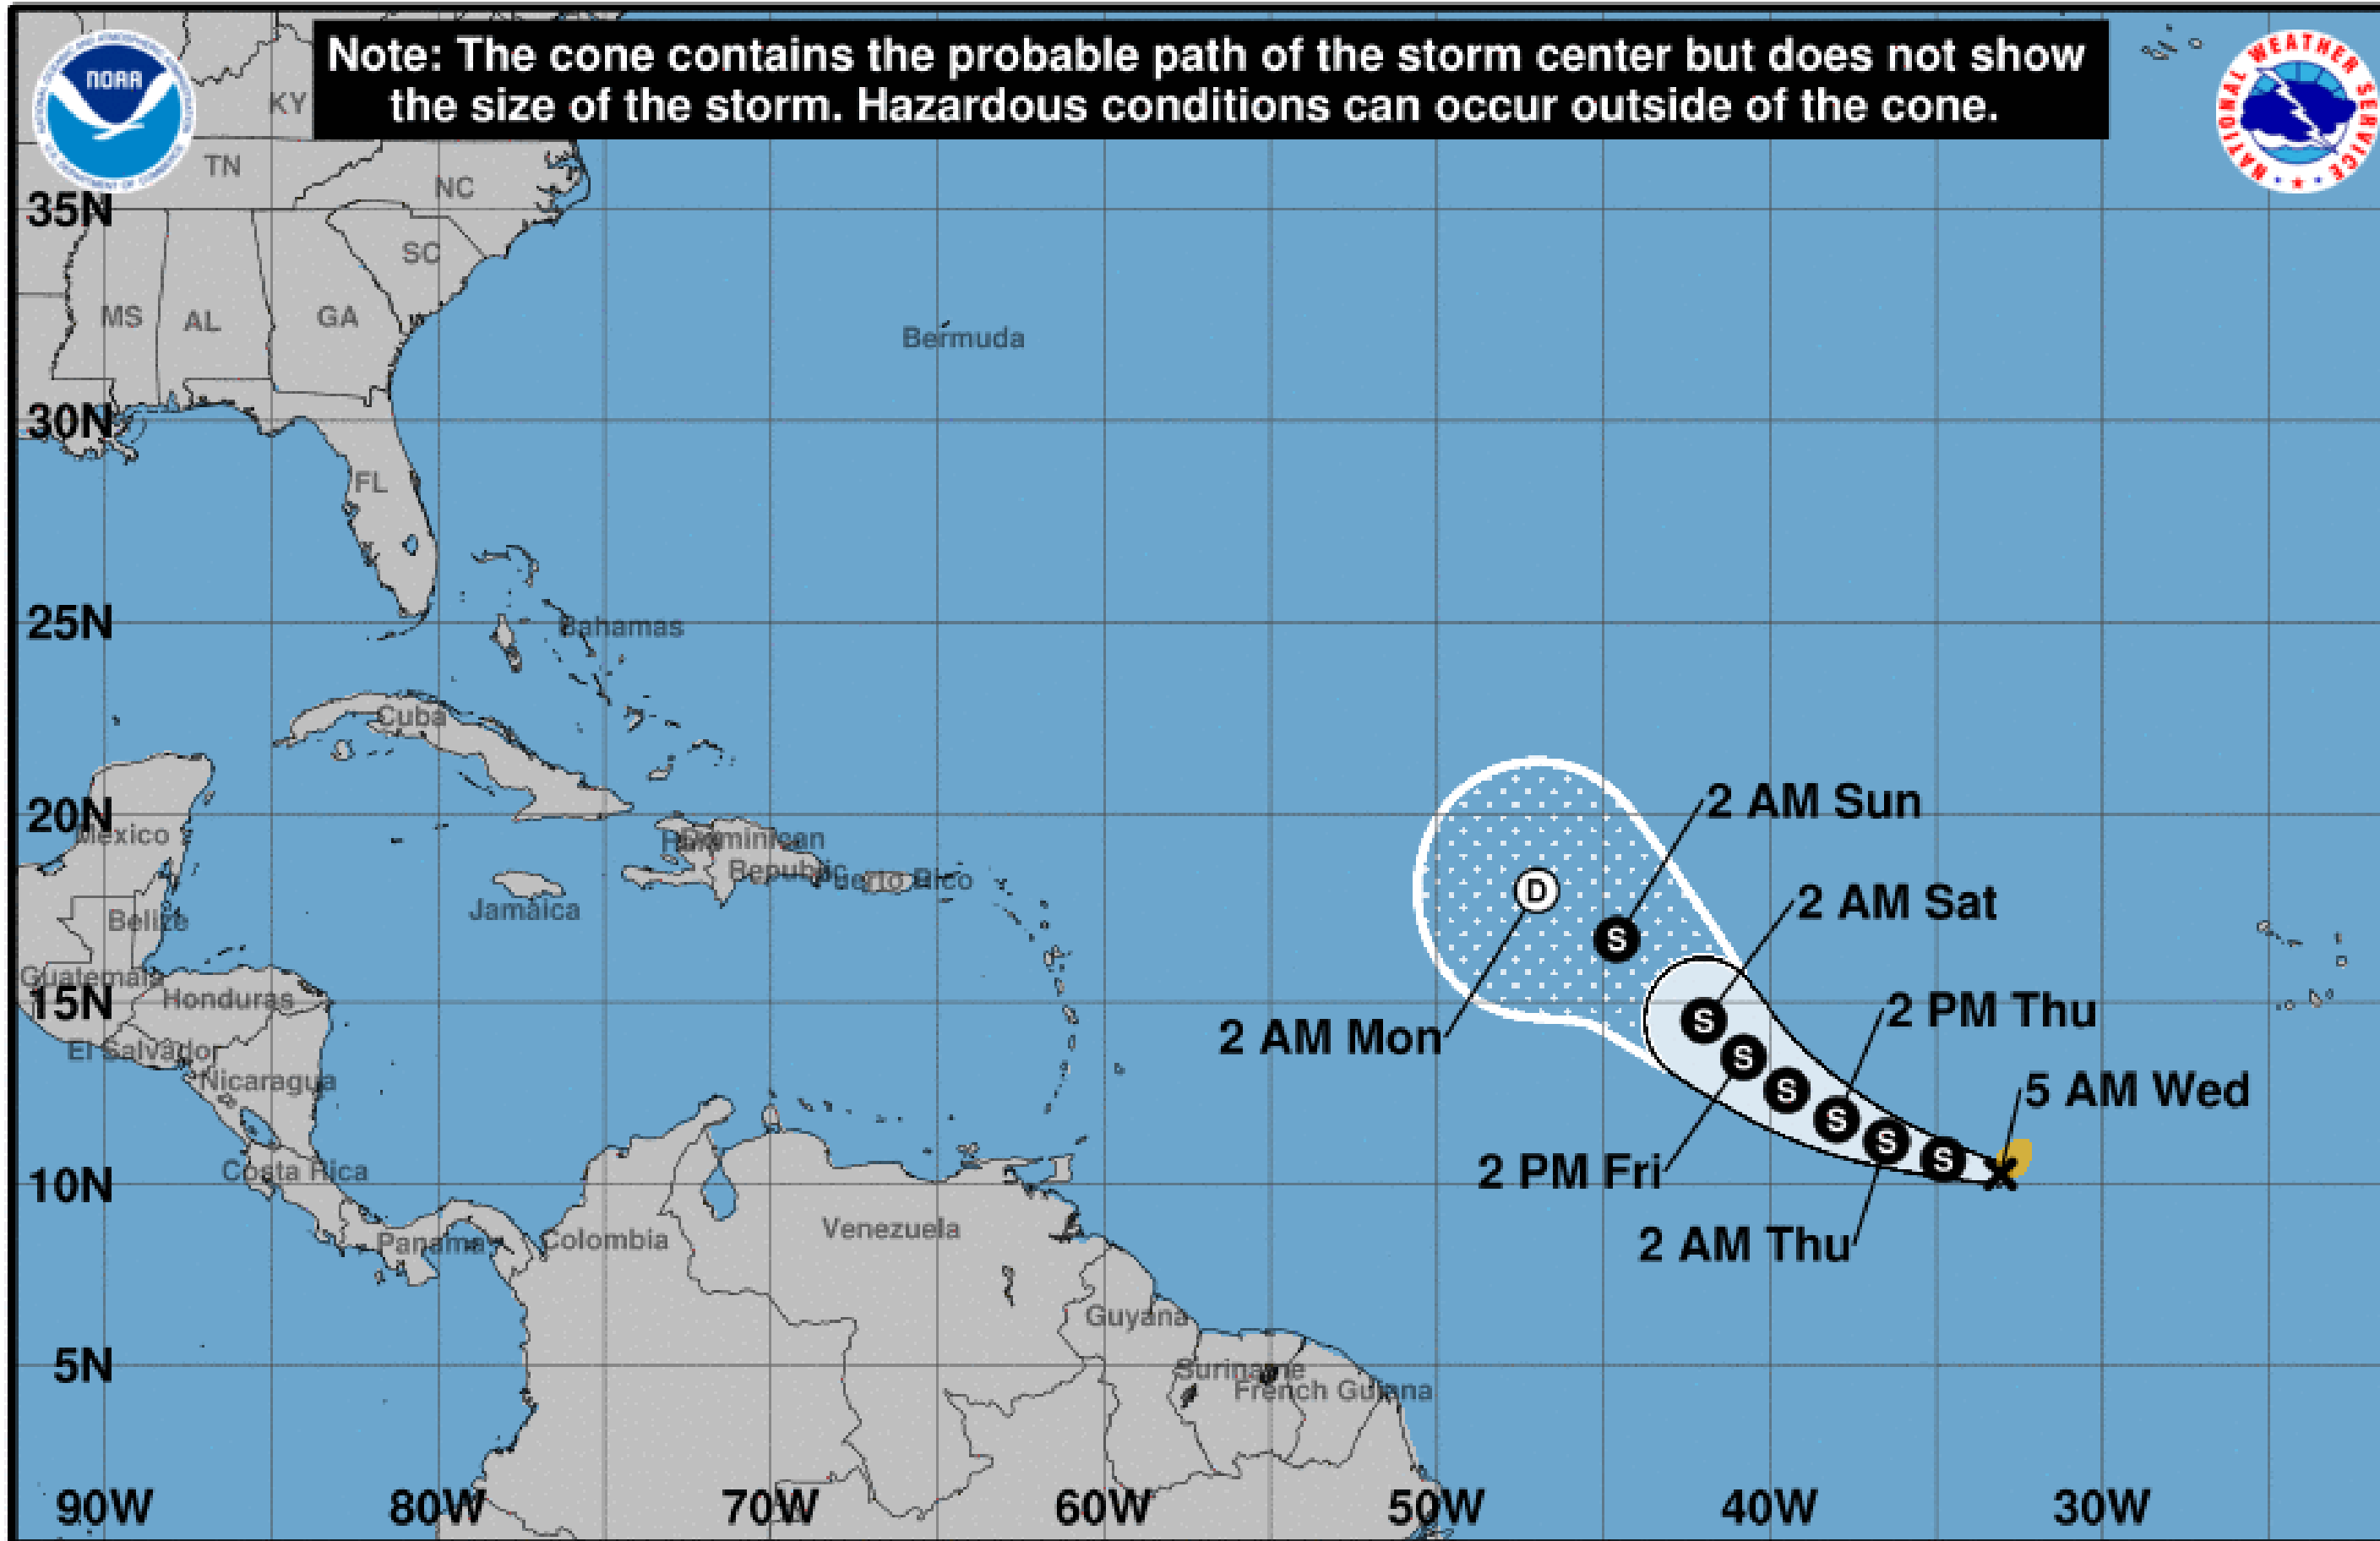 Note: The cone contains the probable path of the storm center but does not show
the size of the storm. Hazardous conditions can occur outside of the cone.
NOAA
NATIONAL WEATHER SERVICE
KY
TN
NC
35N
SC
MS
AL
GA
Bermuda
30N
FL
25N
Bahamas
Cuba
20N
2 AM Sun
Mexico
Dominican
Republic
Puerto Rico
D
2 AM Sat
Jamaica
Belize
S
Guatemala
15N
Honduras
2 PM Thu
S
2 AM Mon
El Salvador
S
Nicaragua
S
5 AM Wed
S
S
S
2 PM Fri
Costa Rica
10N
Venezuela
Colombia
Panama
2 AM Thu
Guyana
5N
Suriname
French Guiana
90W
80W
70W
60W
50W
40W
30W